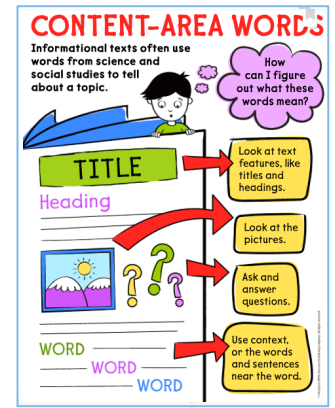 CONTENT-AREA WORDS
Informational texts often use
words from science and
social studies to tell
about a topic.
How
can I figure
out what these
words mean?
TITLE
Look at text
features, like
titles and
headings.
Heading
Look at the
pictures.
? ? ?
Ask and
answer
questions.
Use context,
or the words
and sentences
near the word.
WORD
WORD
WORD